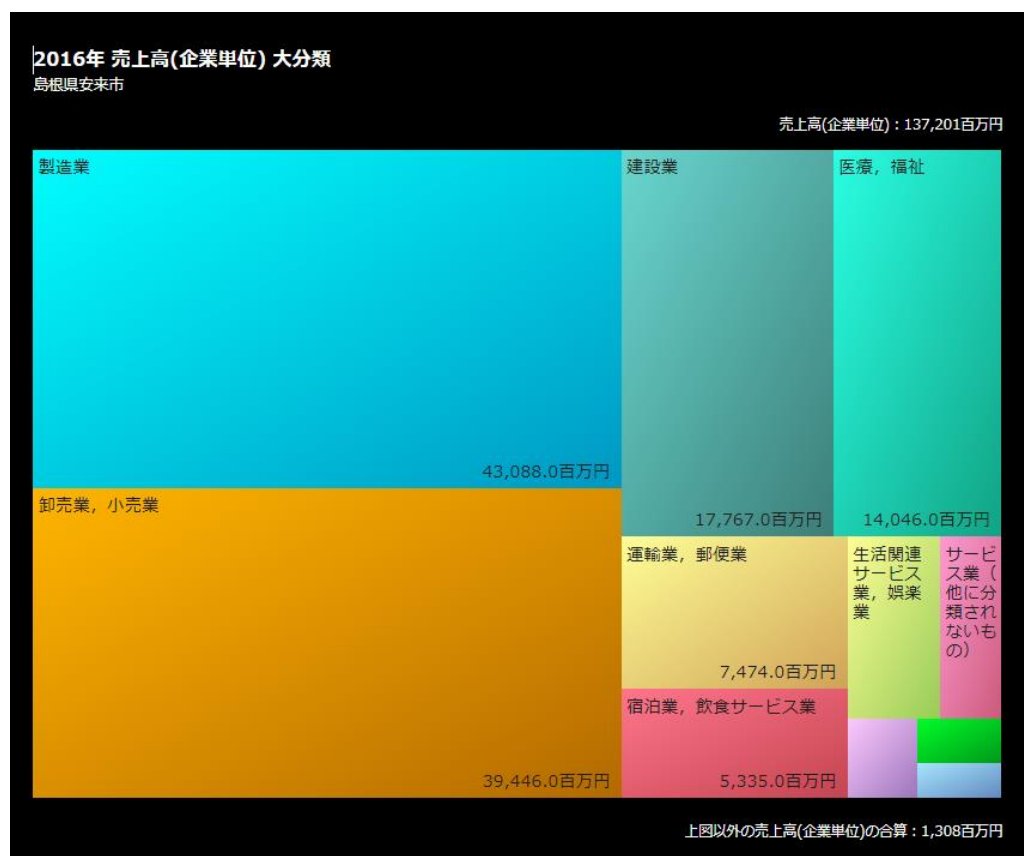 2016年 売上高(企業単位) 大分類
島根県安来市
売上高(企業単位) : 137,201百万円
製造業
43,088.0百万円
卸売業, 小売業
39,446.0百万円
建設業
17,767.0百万円
医療, 福祉
14,046.0百万円
運輸業, 郵便業
7,474.0百万円
宿泊業, 飲食サービス業
5,335.0百万円
生活関連
サービス
業, 娯楽
業
サービ
ス業（
他に分
類され
ないも
の）
上図以外の売上高(企業単位)の合算 : 1,308百万円